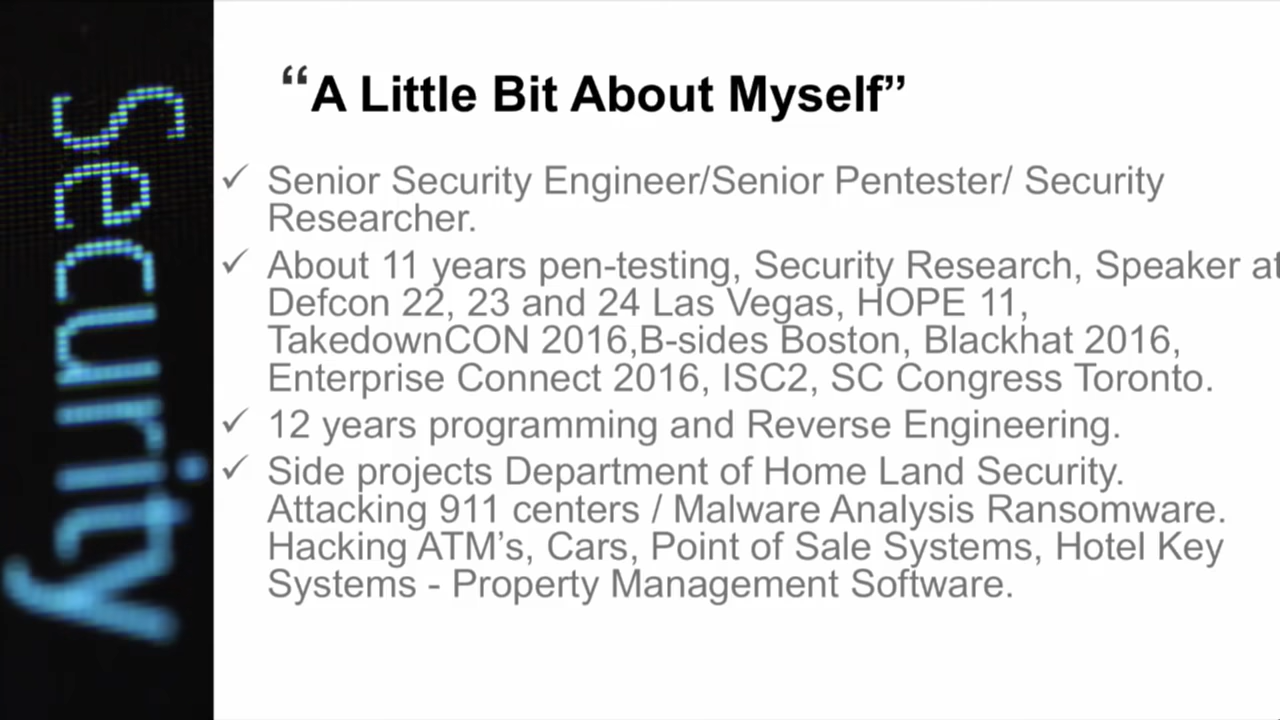 Security
“A Little Bit About Myself”
✓ Senior Security Engineer/Senior Pentester/ Security
Researcher.
✓ About 11 years pen-testing, Security Research, Speaker at
Defcon 22, 23 and 24 Las Vegas, HOPE 11,
TakedownCON 2016,B-sides Boston, Blackhat 2016,
Enterprise Connect 2016, ISC2, SC Congress Toronto.
✓ 12 years programming and Reverse Engineering.
✓ Side projects Department of Home Land Security.
Attacking 911 centers / Malware Analysis Ransomware.
Hacking ATM’s, Cars, Point of Sale Systems, Hotel Key
Systems - Property Management Software.